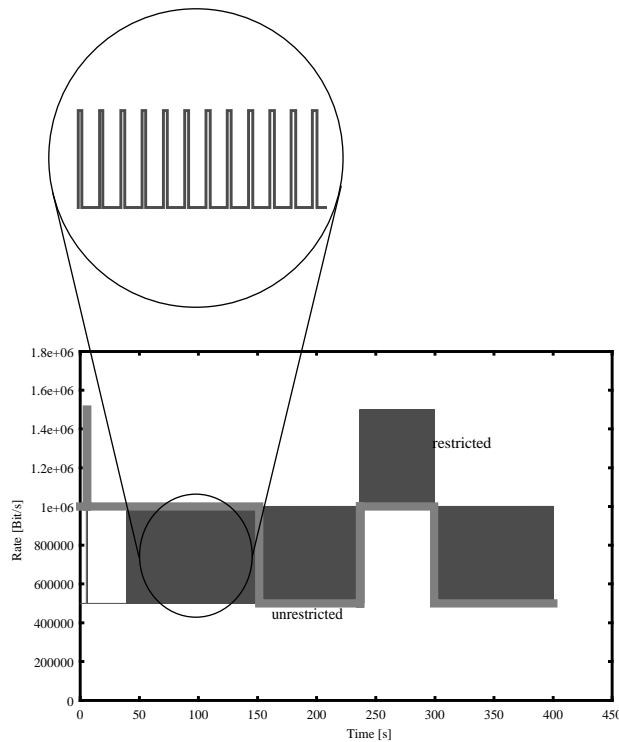 1.8e+06
1.6e+06
1.4e+06
restricted
1.2e+06
1e+06
Rate [Bit/s]
800000
600000
unrestricted
400000
200000
0
0 50 100 150 200 250 300 350 400 450
Time [s]